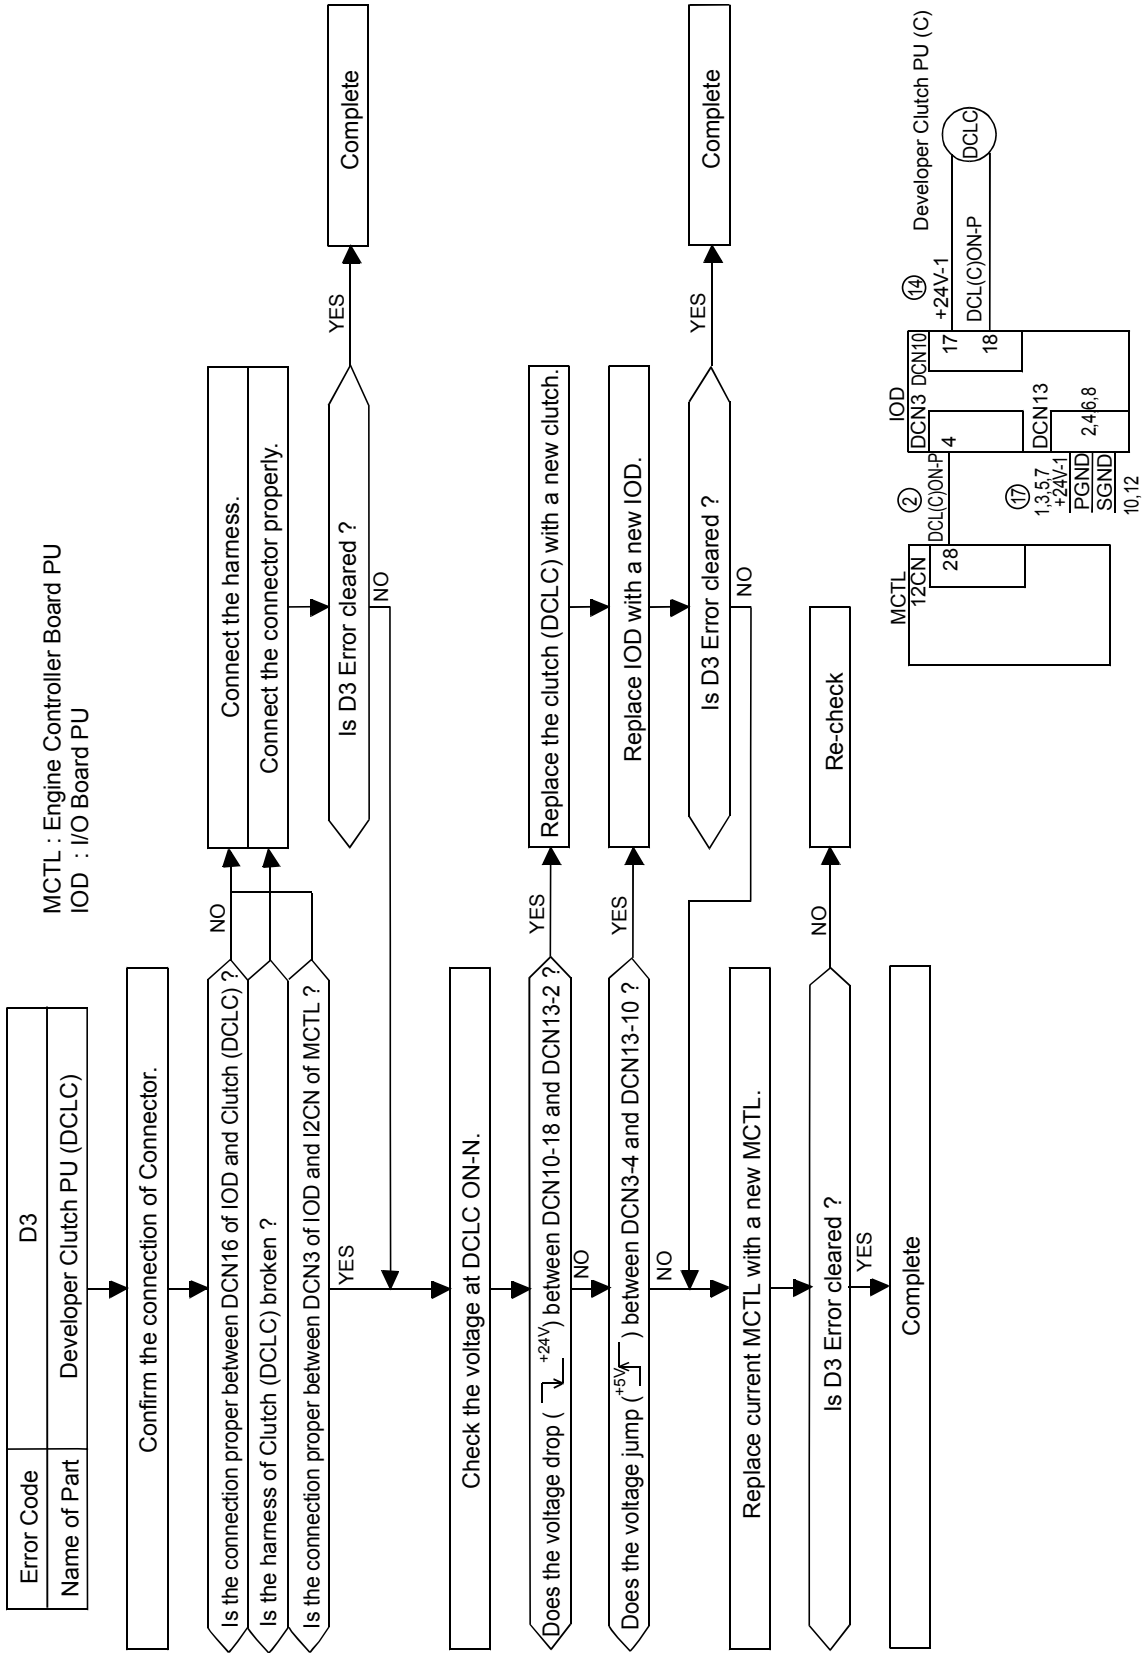 Error Code D3
Name of Part Developer Clutch PU (DCLC)
MCTL : Engine Controller Board PU
IOD : I/O Board PU
Confirm the connection of Connector.
Is the connection proper between DCN16 of IOD and Clutch (DCLC) ?
Is the harness of Clutch (DCLC) broken ?
Is the connection proper between DCN3 of IOD and I2CN of MCTL ?
NO
YES
Connect the harness.
Connect the connector properly.
Is D3 Error cleared ?
YES
Complete
NO
Check the voltage at DCLC ON-N.
Does the voltage drop ( +24V) between DCN10-18 and DCN13-2 ?
YES
Replace the clutch (DCLC) with a new clutch.
NO
Does the voltage jump (+5V ) between DCN3-4 and DCN13-10 ?
YES
Replace IOD with a new IOD.
NO
Is D3 Error cleared ?
YES
Complete
NO
Replace current MCTL with a new MCTL.
Is D3 Error cleared ?
NO
Re-check
YES
Complete
MCTL
12CN
28
②
DCL(C)ON-P
IOD
DCN3
DCN10
4
17
18
⑰
1,3,5,7
+24V-1
PGND
SGND
10,12
DCN13
2,4,6,8
⑭
+24V-1
DCL(C)ON-P
Developer Clutch PU (C)
DCLC